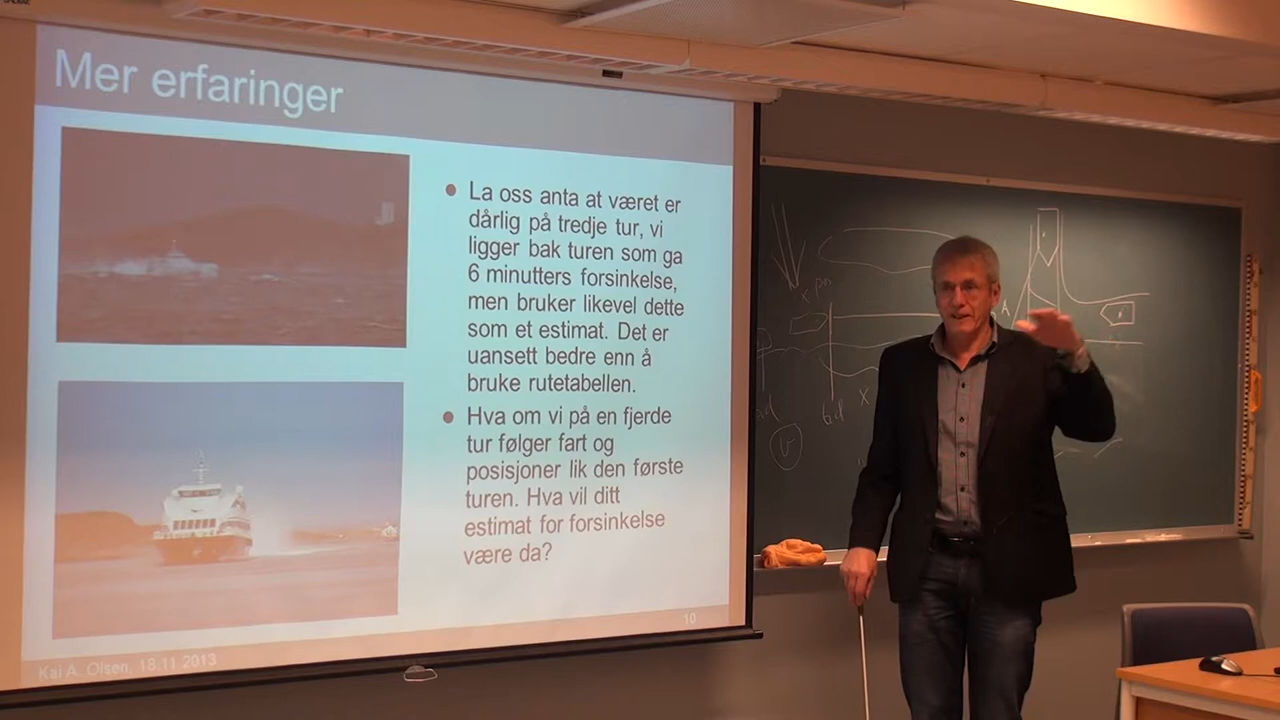 Mer erfaringer
La oss anta at været er
dårlig på tredje tur, vi
ligger bak turen som ga
6 minutters forsinkelse,
men bruker likevel dette
som et estimat. Det er
uansett bedre enn å
bruke rutetabellen.
Hva om vi på en fjerde
tur følger fart og
posisjoner lik den første
turen. Hva vil ditt
estimat for forsinkelse
være da?
10
Kai A. Olsen, 18.11.2013
A
x
v